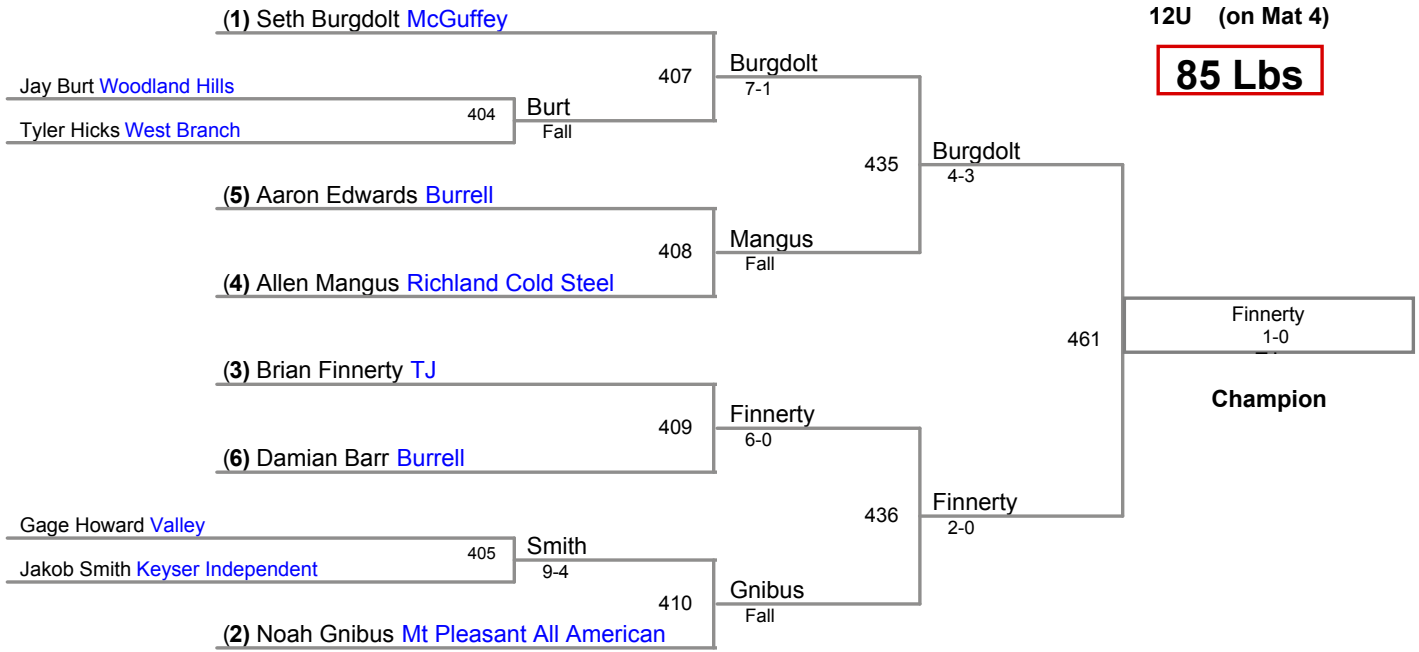 12U (on Mat 4)
85 Lbs
(1) Seth Burgdolt McGuffey
407
Burgdolt
7-1
Jay Burt Woodland Hills
404
Burt
Fall
Tyler Hicks West Branch
435
Burgdolt
4-3
(5) Aaron Edwards Burrell
408
Mangus
Fall
(4) Allen Mangus Richland Cold Steel
461
Finnerty
1-0
Champion
(3) Brian Finnerty TJ
409
Finnerty
6-0
(6) Damian Barr Burrell
436
Finnerty
2-0
Gage Howard Valley
405
Smith
9-4
Jakob Smith Keyser Independent
410
Gnibus
Fall
(2) Noah Gnibus Mt Pleasant All American